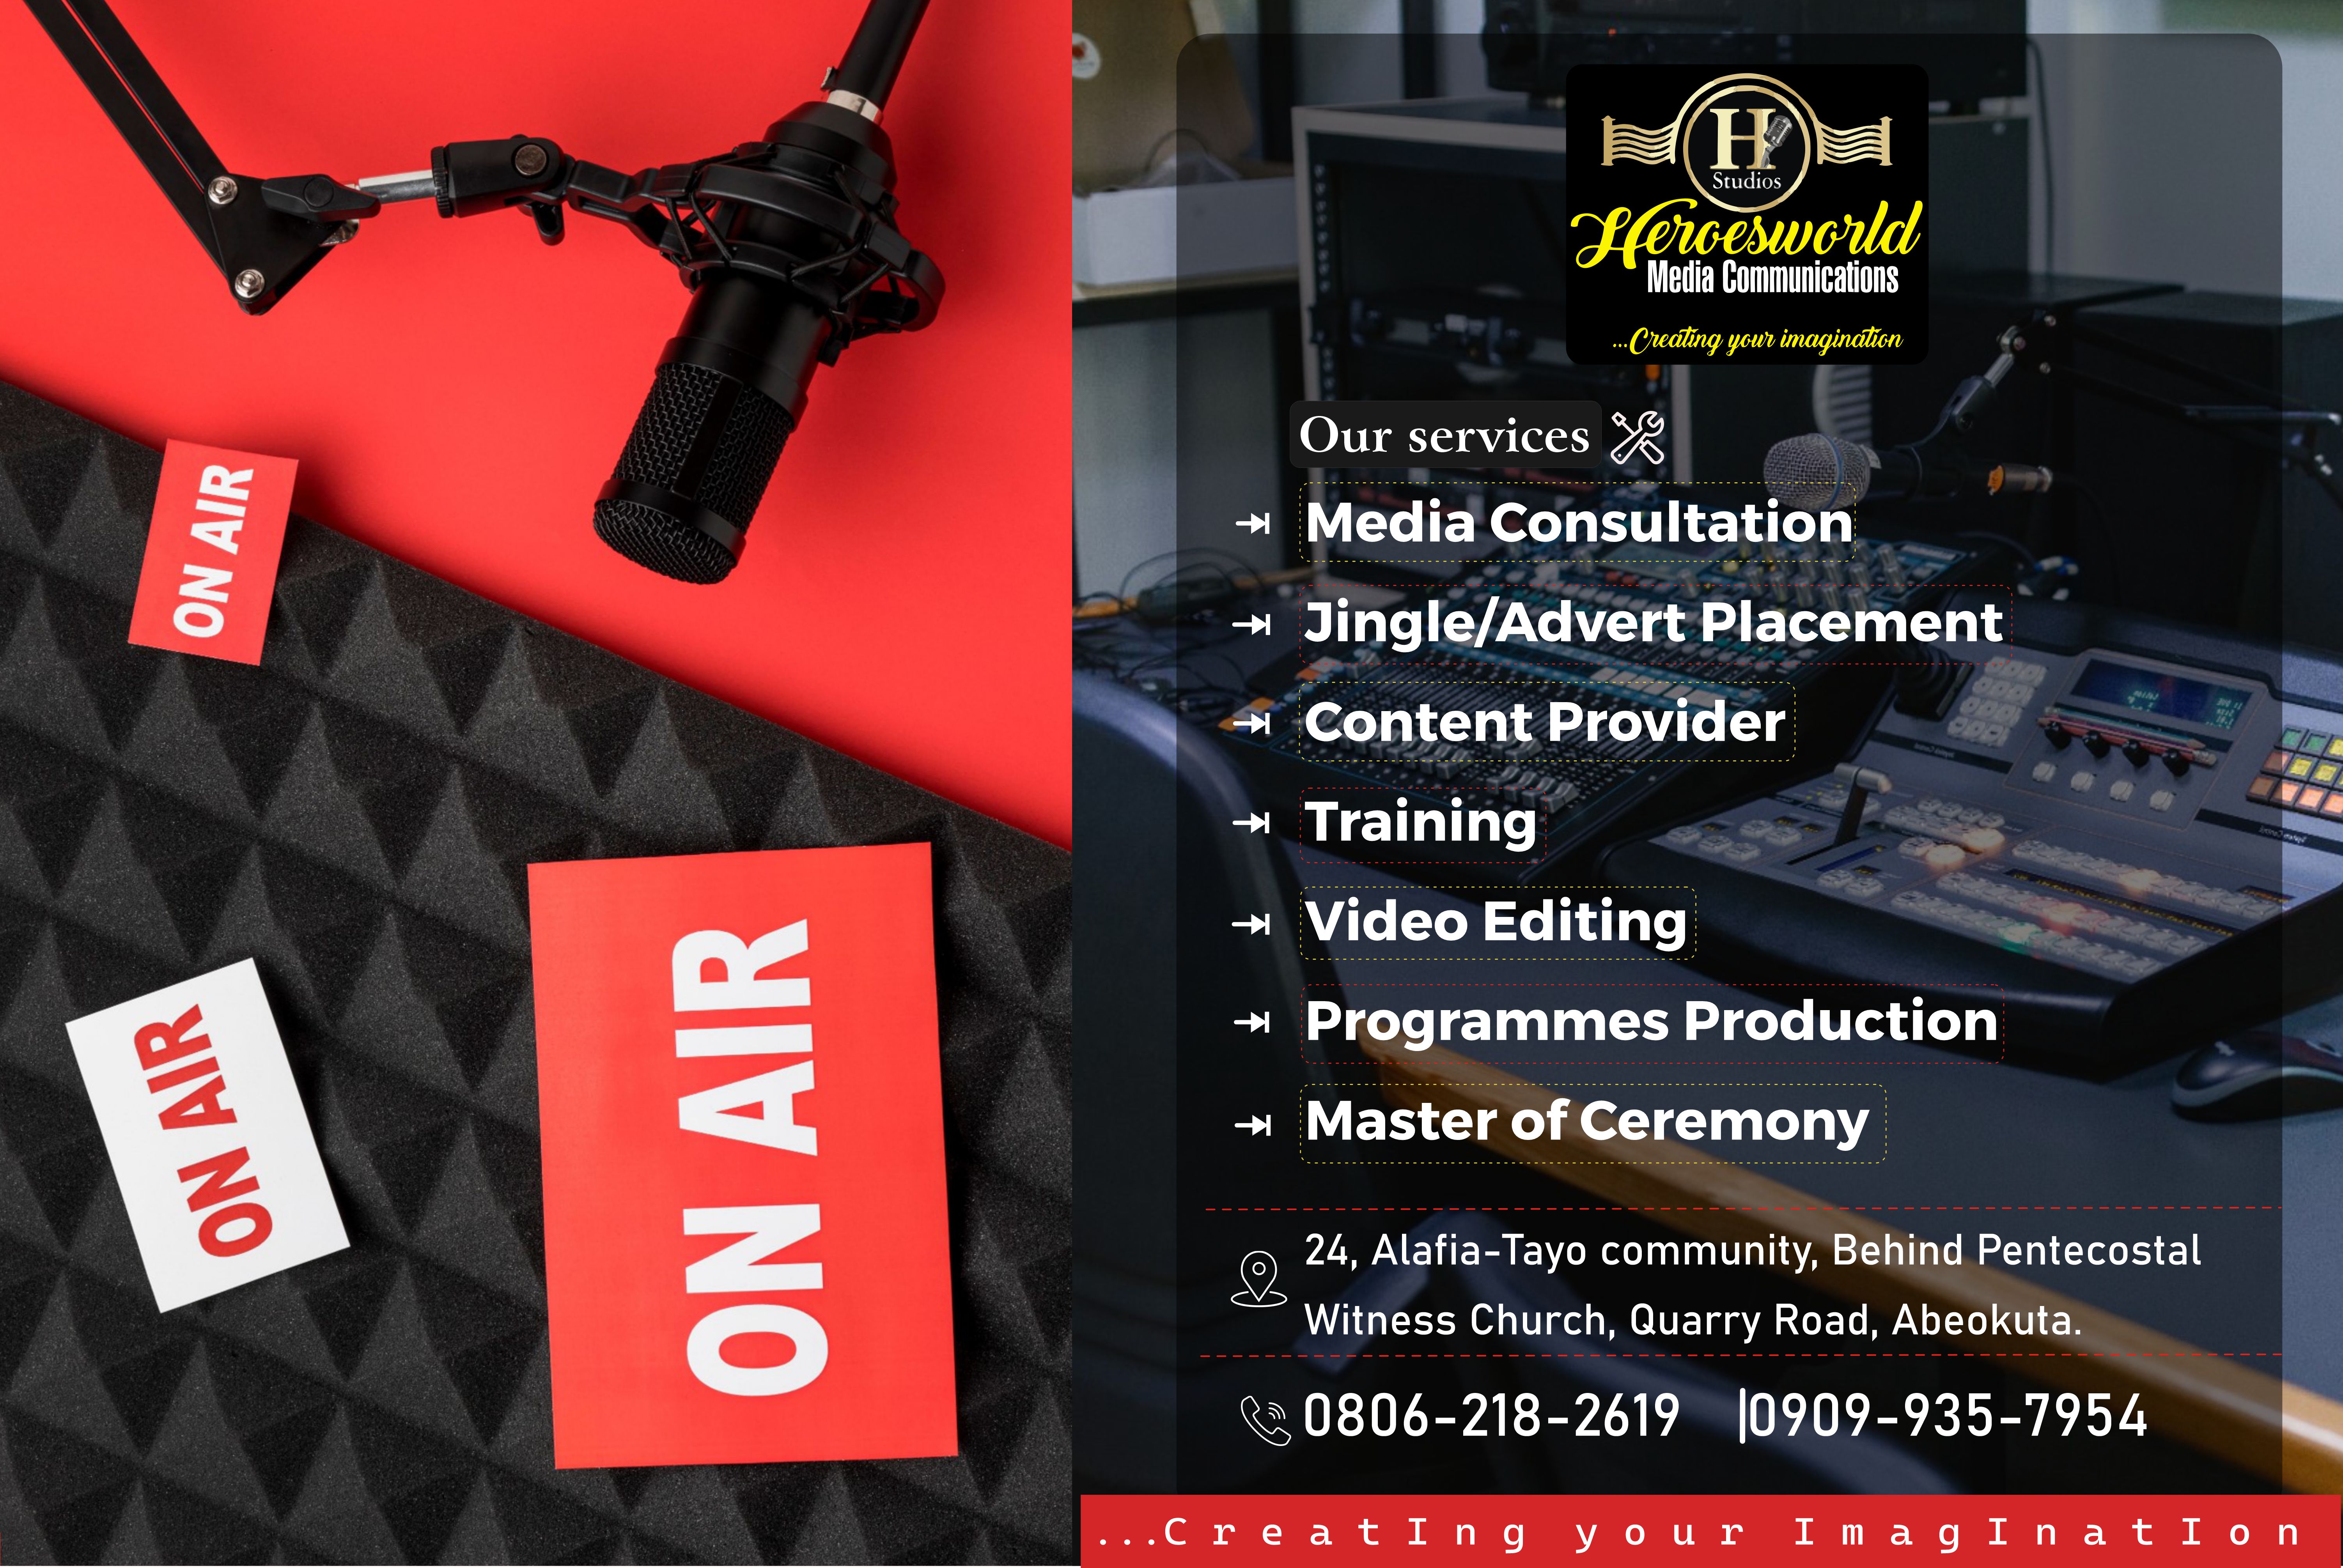 ON AIR
ON AIR
ON AIR
H
Studios
Heroesworld
Media Communications
...Creating your imagination
Our services
Media Consultation
Jingle/Advert Placement
Content Provider
Training
Video Editing
Programmes Production
Master of Ceremony
24, Alafia-Tayo community, Behind Pentecostal
Witness Church, Quarry Road, Abeokuta.
0806-218-2619 |0909-935-7954
...CreatIng your ImagInatIon